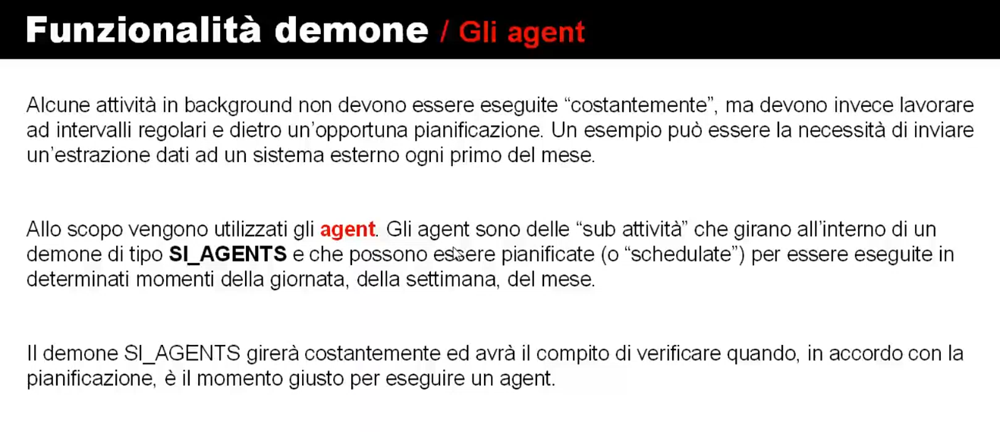 Funzionalità demone / Gli agent
Alcune attività in background non devono essere eseguite “costantemente”, ma devono invece lavorare
ad intervalli regolari e dietro un’opportuna pianificazione. Un esempio può essere la necessità di inviare
un’estrazione dati ad un sistema esterno ogni primo del mese.
Allo scopo vengono utilizzati gli agent. Gli agent sono delle “sub attività” che girano all’interno di un
demone di tipo SI_AGENTS e che possono essere pianificate (o “schedulate”) per essere eseguite in
determinati momenti della giornata, della settimana, del mese.
Il demone SI_AGENTS girerà costantemente ed avrà il compito di verificare quando, in accordo con la
pianificazione, è il momento giusto per eseguire un agent.